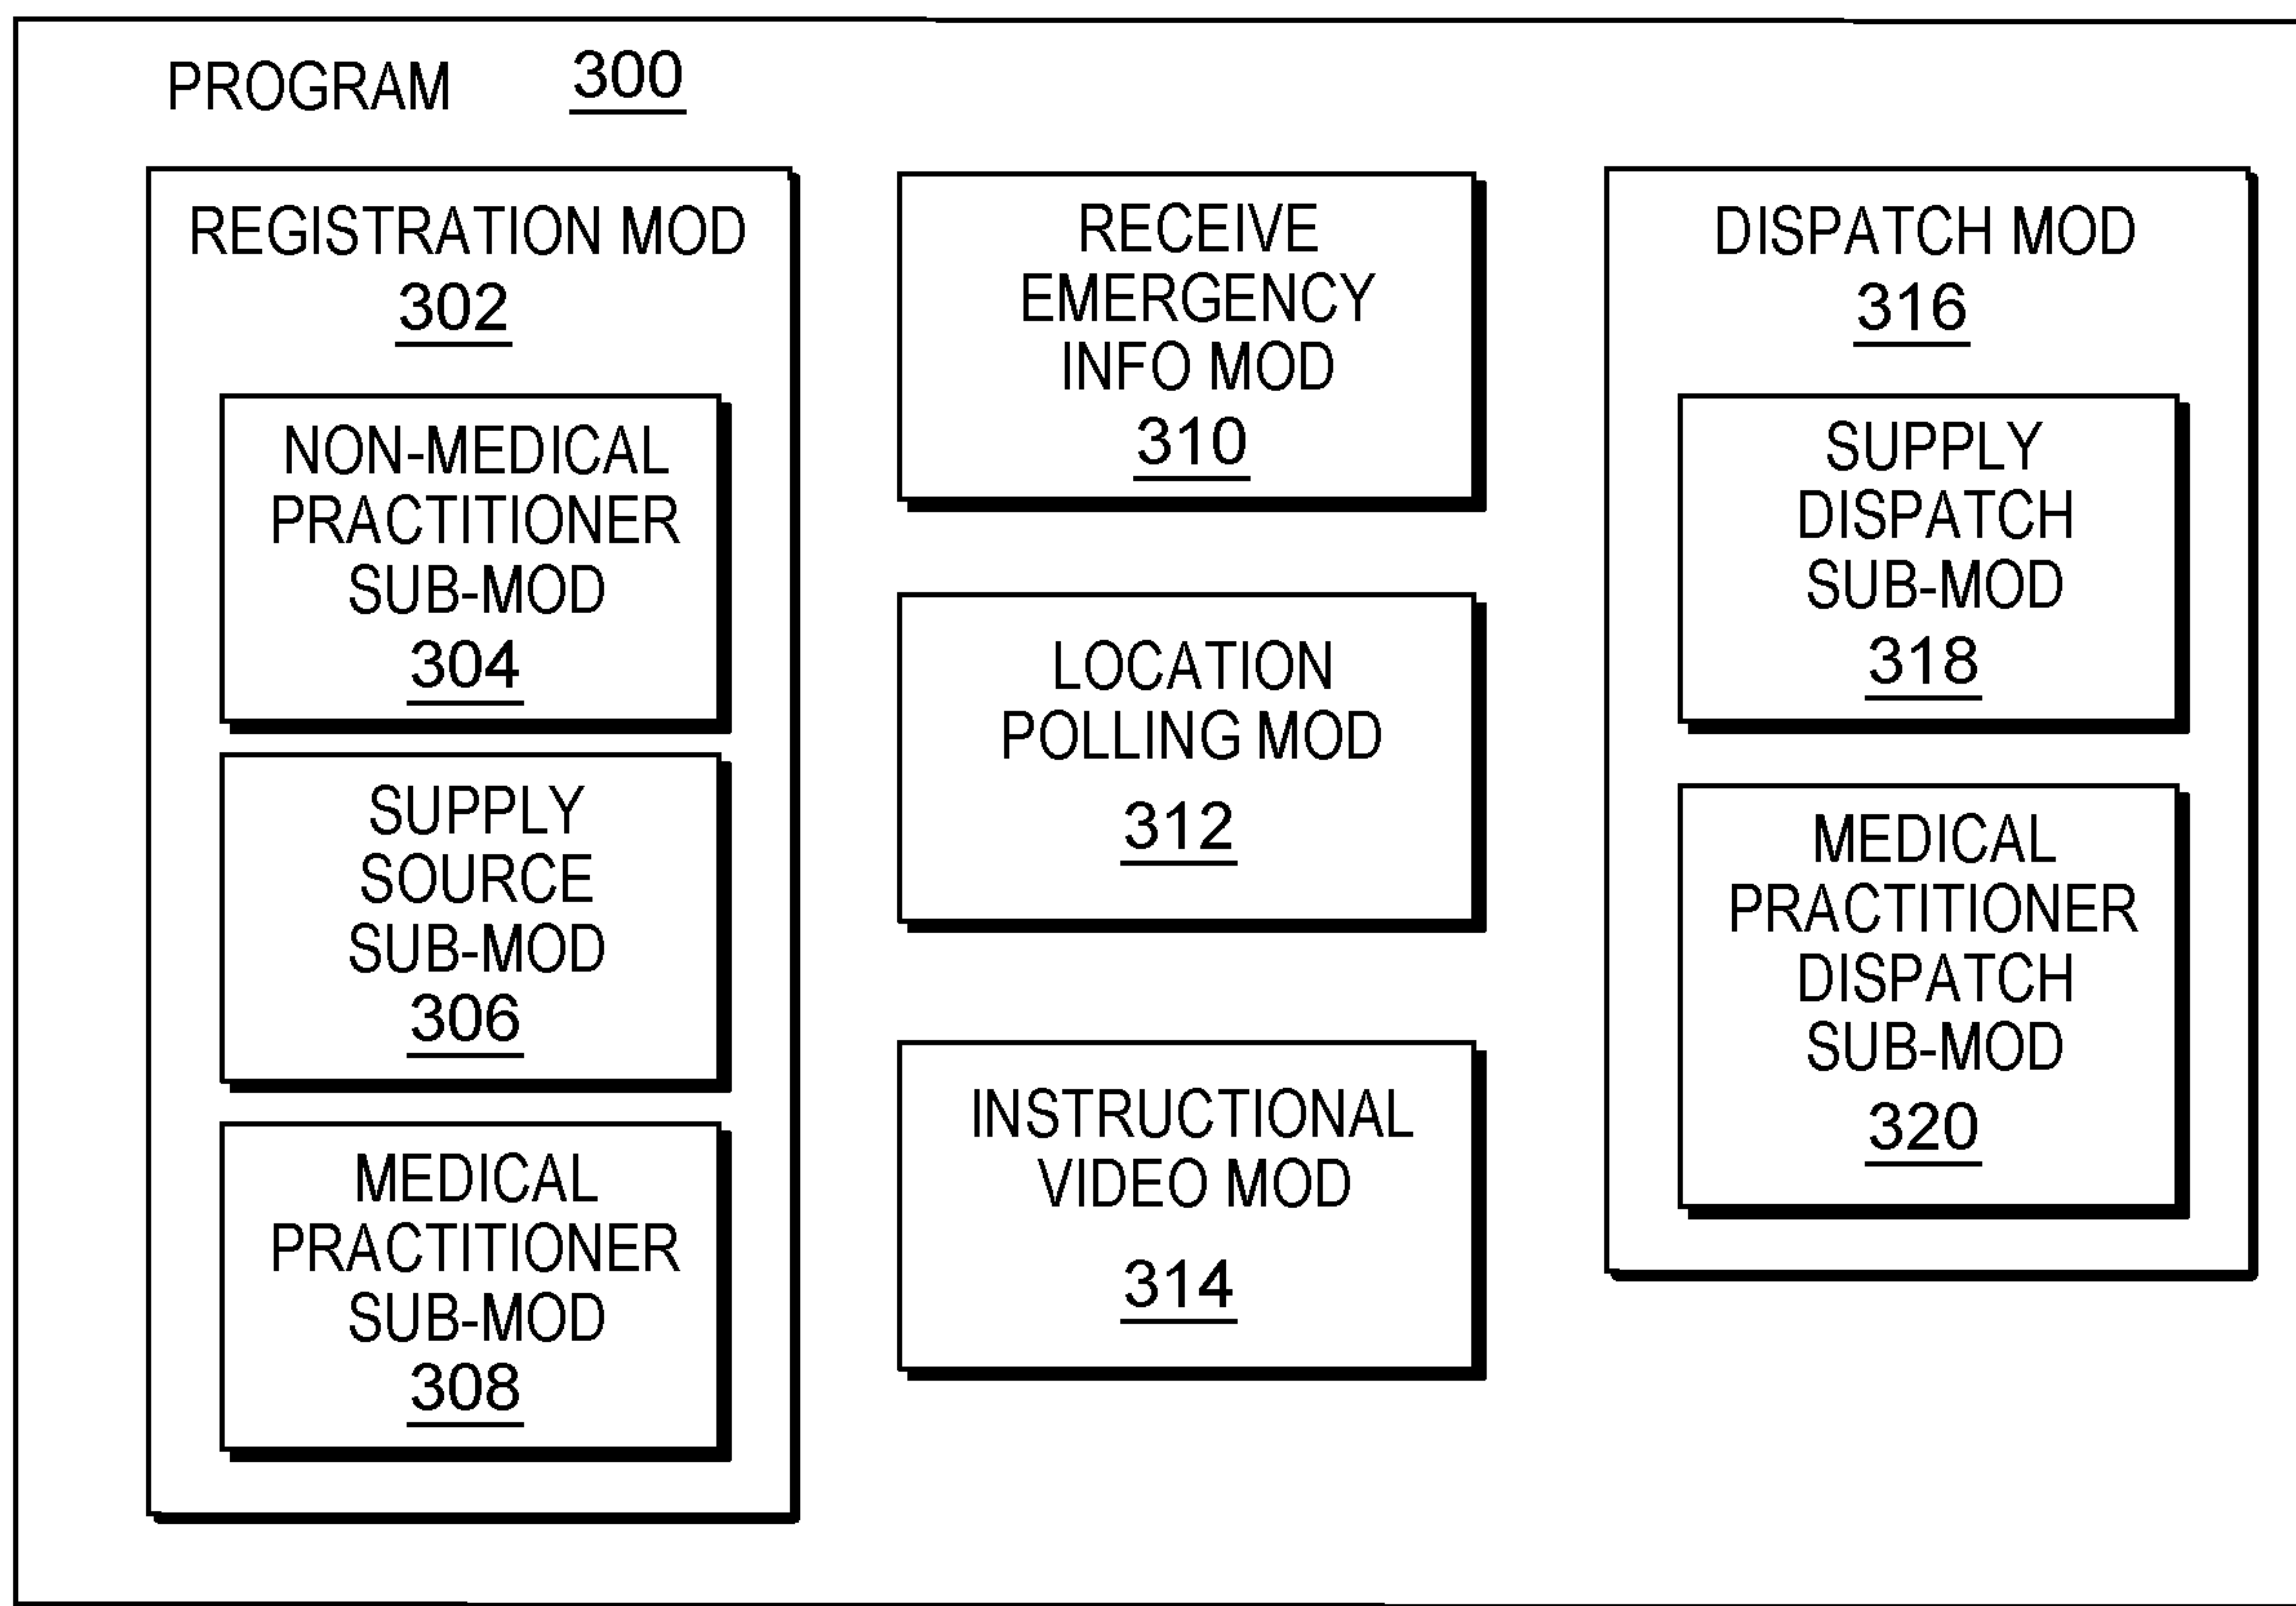 PROGRAM 300
REGISTRATION MOD
302
NON-MEDICAL
PRACTITIONER
SUB-MOD
304
SUPPLY
SOURCE
SUB-MOD
306
MEDICAL
PRACTITIONER
SUB-MOD
308
RECEIVE
EMERGENCY
INFO MOD
310
LOCATION
POLLING MOD
312
INSTRUCTIONAL
VIDEO MOD
314
DISPATCH MOD
316
SUPPLY
DISPATCH
SUB-MOD
318
MEDICAL
PRACTITIONER
DISPATCH
SUB-MOD
320